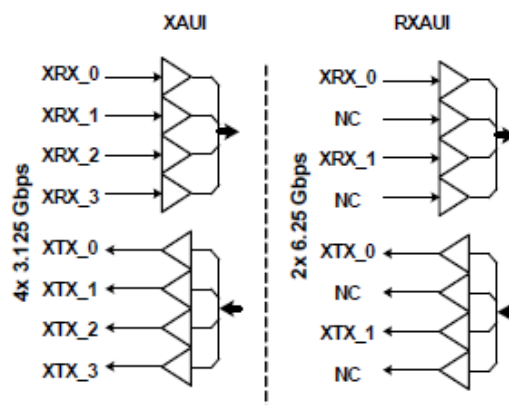 XAUI
XRX_0
XRX_1
XRX_2
XRX_3
4x 3.125 Gbps
XTX_0
XTX_1
XTX_2
XTX_3
RXAUI
XRX_0
NC
XRX_1
NC
2x 6.25 Gbps
XTX_0
NC
XTX_1
NC